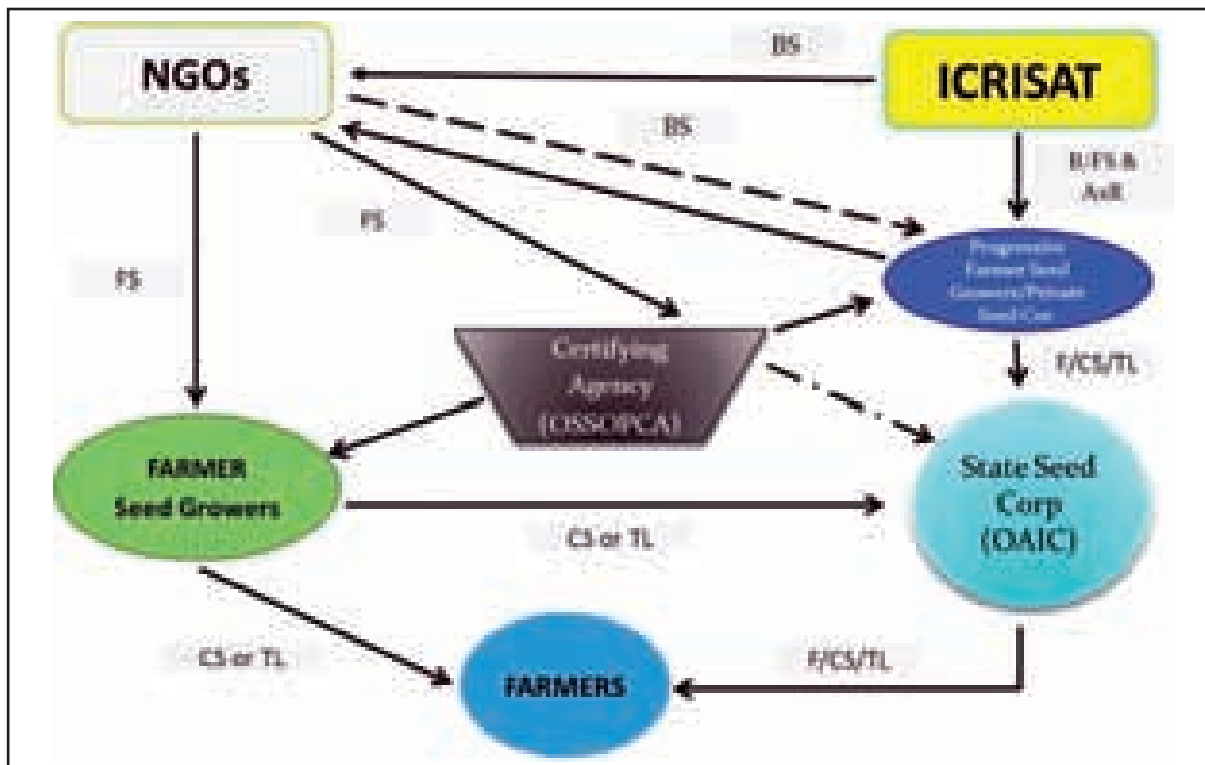 NGOs
BS
ICRISAT
BS
B/FS &
AxR
FS
FS
Progressive
Farmer Seed
Growers/Private
Seed Cos
Certifying
Agency
(OSSOPCA)
F/CS/TL
FARMER
Seed Growers
State Seed
Corp
(OAIC)
CS or TL
CS or TL
F/CS/TL
FARMERS